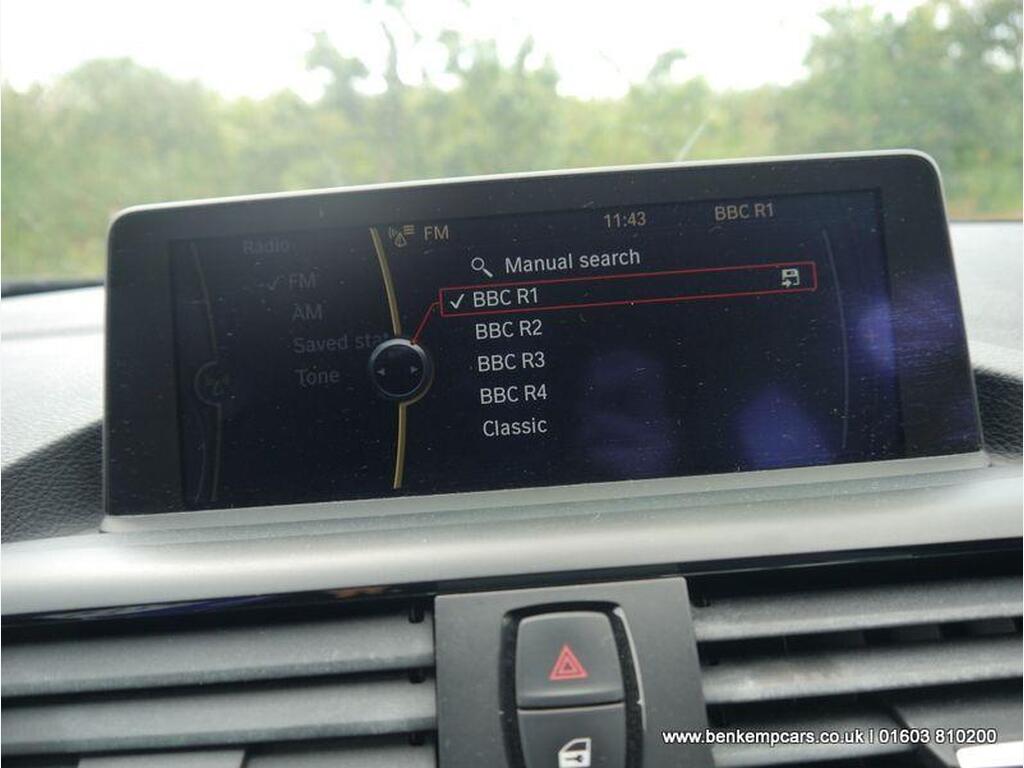 Radio
FM
11:43
BBC R1
Manual search
FM
BBC R1
AM
BBC R2
Saved sta
BBC R3
Tone
BBC R4
Classic
www.benkempcars.co.uk | 01603 810200